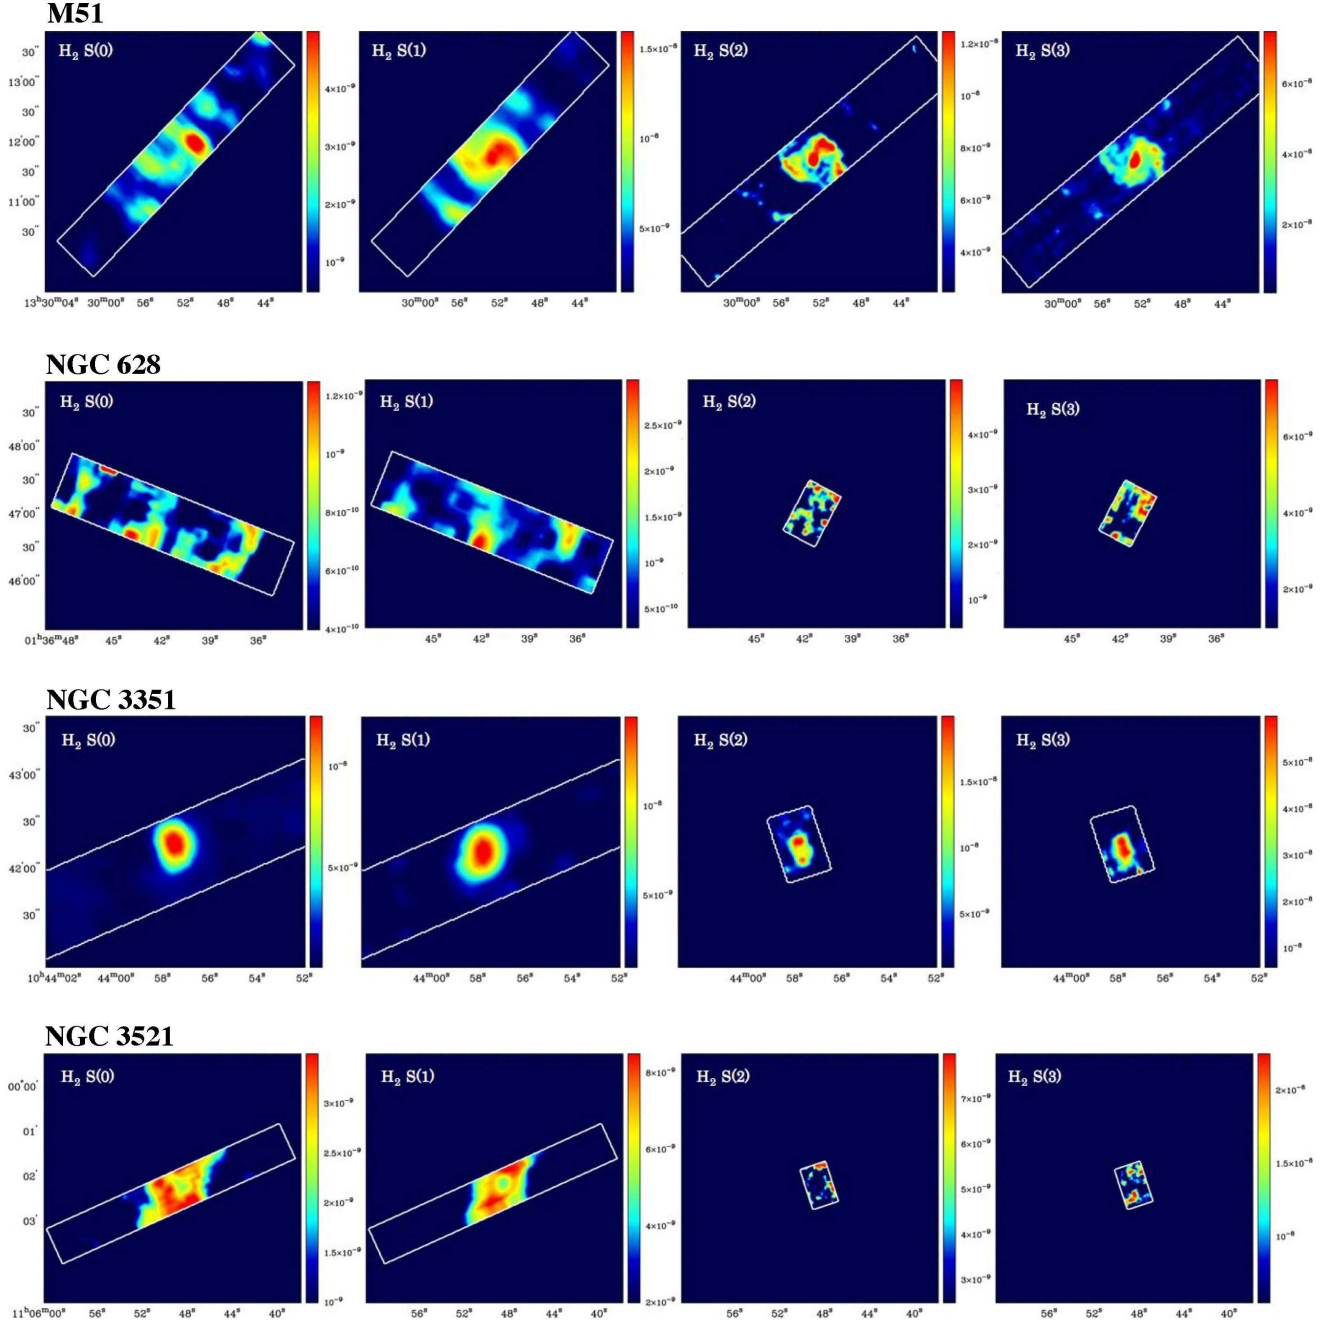 M51
H₂ S(0) H₂ S(1) H₂ S(2) H₂ S(3)
30″ 13′00″ 30″ 12′00″ 30″ 11′00″ 30″
4×10⁻⁹ 3×10⁻⁹ 2×10⁻⁹ 10⁻⁹
1.5×10⁻⁸ 10⁻⁸ 5×10⁻⁹
1.2×10⁻⁸ 10⁻⁸ 8×10⁻⁹ 6×10⁻⁹ 4×10⁻⁹
6×10⁻⁸ 4×10⁻⁸ 2×10⁻⁸
13ʰ30ᵐ04ˢ 30ᵐ00ˢ 56ˢ 52ˢ 48ˢ 44ˢ
30ᵐ00ˢ 56ˢ 52ˢ 48ˢ 44ˢ
30ᵐ00ˢ 56ˢ 52ˢ 48ˢ 44ˢ
30ᵐ00ˢ 56ˢ 52ˢ 48ˢ 44ˢ
NGC 628
H₂ S(0) H₂ S(1) H₂ S(2) H₂ S(3)
30″ 48′00″ 30″ 47′00″ 30″ 46′00″
1.2×10⁻⁹ 10⁻⁹ 8×10⁻¹⁰ 6×10⁻¹⁰ 4×10⁻¹⁰
2.5×10⁻⁹ 2×10⁻⁹ 1.5×10⁻⁹ 10⁻⁹ 5×10⁻¹⁰
4×10⁻⁹ 3×10⁻⁹ 2×10⁻⁹ 10⁻⁹
6×10⁻⁹ 4×10⁻⁹ 2×10⁻⁹
01ʰ36ᵐ48ˢ 45ˢ 42ˢ 39ˢ 36ˢ
45ˢ 42ˢ 39ˢ 36ˢ
45ˢ 42ˢ 39ˢ 36ˢ
45ˢ 42ˢ 39ˢ 36ˢ
NGC 3351
H₂ S(0) H₂ S(1) H₂ S(2) H₂ S(3)
30″ 43′00″ 30″ 42′00″ 30″
10⁻⁸ 5×10⁻⁹
10⁻⁸ 5×10⁻⁹
1.5×10⁻⁸ 10⁻⁸ 5×10⁻⁹
5×10⁻⁸ 4×10⁻⁸ 3×10⁻⁸ 2×10⁻⁸ 10⁻⁸
10ʰ44ᵐ02ˢ 44ᵐ00ˢ 58ˢ 56ˢ 54ˢ 52ˢ
44ᵐ00ˢ 58ˢ 56ˢ 54ˢ 52ˢ
44ᵐ00ˢ 58ˢ 56ˢ 54ˢ 52ˢ
44ᵐ00ˢ 58ˢ 56ˢ 54ˢ 52ˢ
NGC 3521
H₂ S(0) H₂ S(1) H₂ S(2) H₂ S(3)
00°00′ 01′ 02′ 03′
3×10⁻⁹ 2.5×10⁻⁹ 2×10⁻⁹ 1.5×10⁻⁹ 10⁻⁹
8×10⁻⁹ 6×10⁻⁹ 4×10⁻⁹ 2×10⁻⁹
7×10⁻⁹ 6×10⁻⁹ 5×10⁻⁹ 4×10⁻⁹ 3×10⁻⁹
2×10⁻⁸ 1.5×10⁻⁸ 10⁻⁸
11ʰ06ᵐ00ˢ 56ˢ 52ˢ 48ˢ 44ˢ 40ˢ
56ˢ 52ˢ 48ˢ 44ˢ 40ˢ
56ˢ 52ˢ 48ˢ 44ˢ 40ˢ
56ˢ 52ˢ 48ˢ 44ˢ 40ˢ